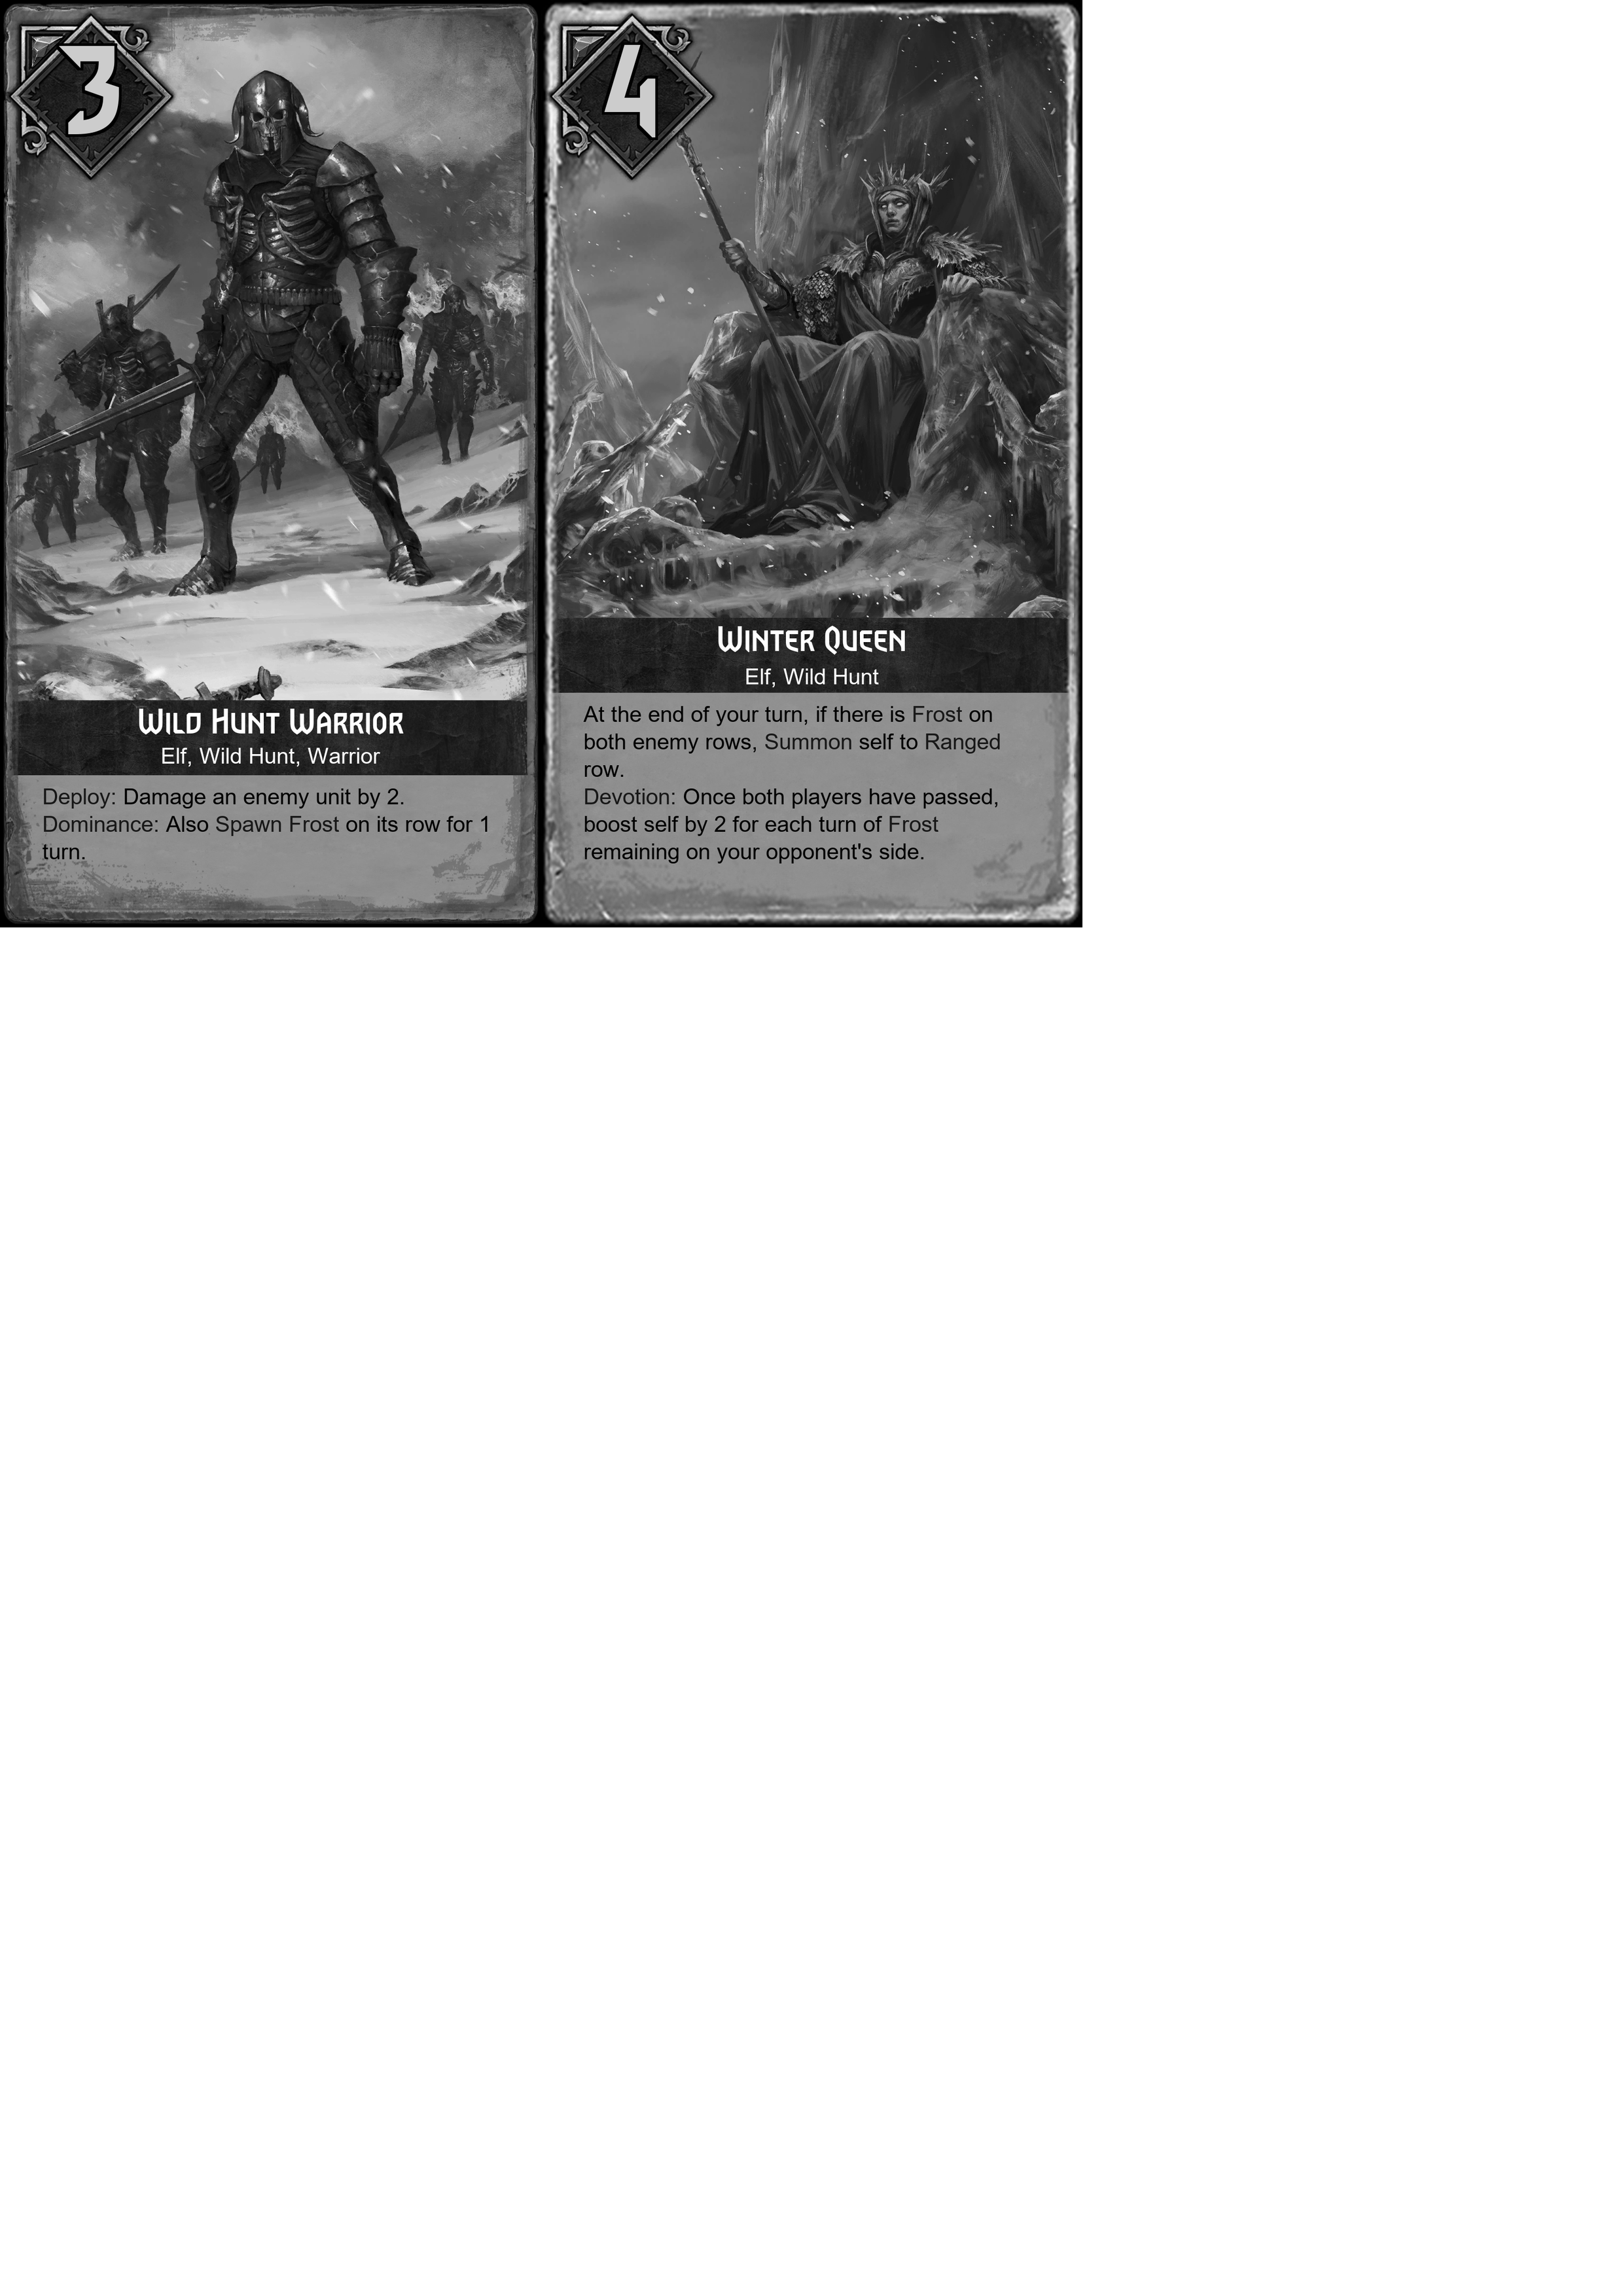 3
Wild Hunt Warrior
Elf, Wild Hunt, Warrior
Deploy: Damage an enemy unit by 2.
Dominance: Also Spawn Frost on its row for 1
turn.
4
Winter Queen
Elf, Wild Hunt
At the end of your turn, if there is Frost on
both enemy rows, Summon self to Ranged
row.
Devotion: Once both players have passed,
boost self by 2 for each turn of Frost
remaining on your opponent's side.